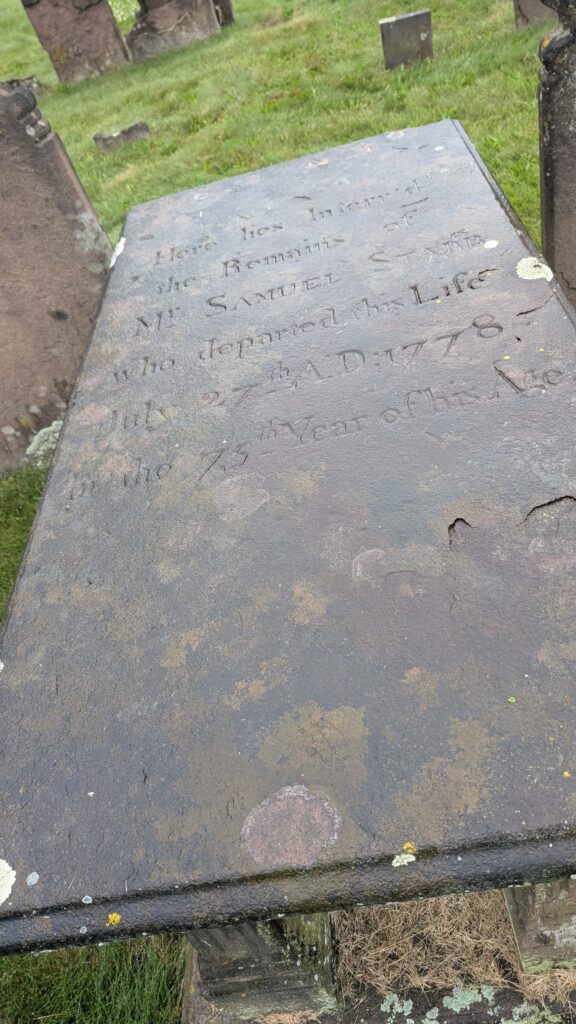 Here lies Interr'd
the Remains of
Mr. SAMUEL STARR
who departed this Life
July 27th A.D: 1778,
In the 75th Year of his Age.